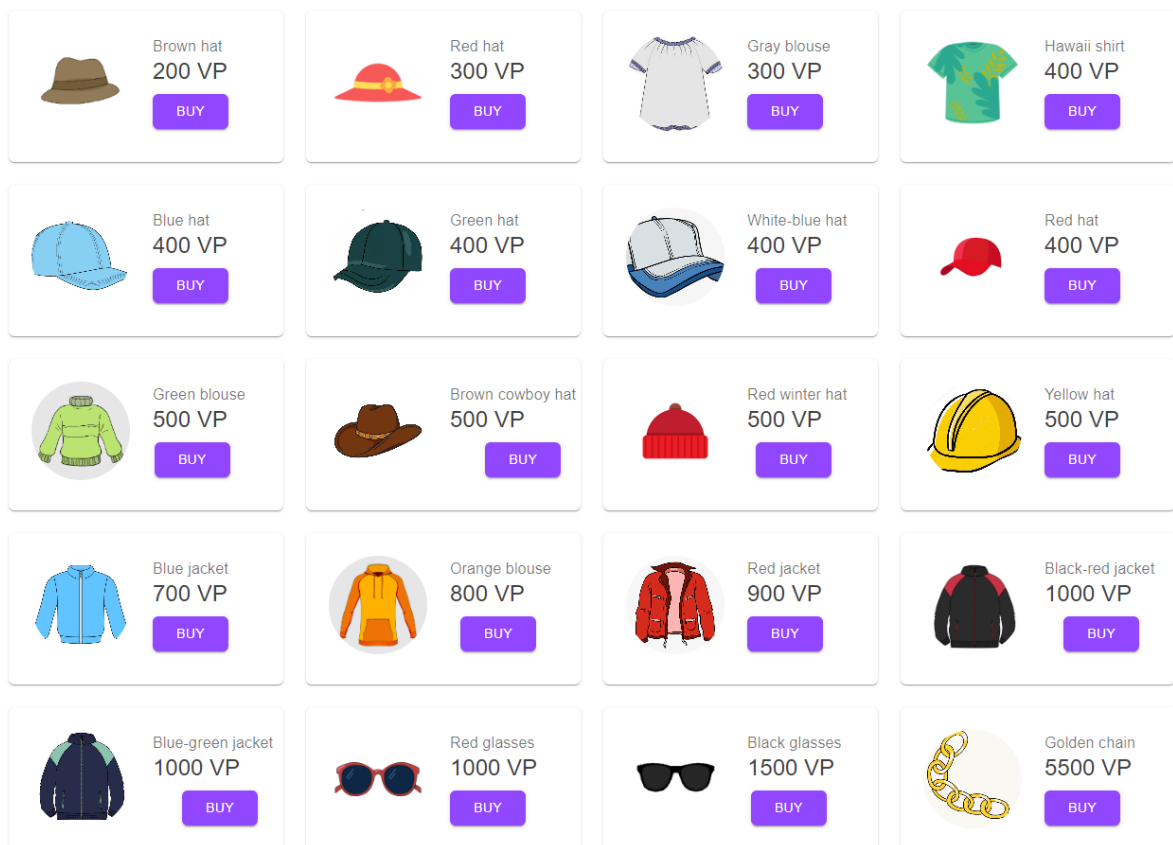 Brown hat
200 VP
BUY
Red hat
300 VP
BUY
Gray blouse
300 VP
BUY
Hawaii shirt
400 VP
BUY
Blue hat
400 VP
BUY
Green hat
400 VP
BUY
White-blue hat
400 VP
BUY
Red hat
400 VP
BUY
Green blouse
500 VP
BUY
Brown cowboy hat
500 VP
BUY
Red winter hat
500 VP
BUY
Yellow hat
500 VP
BUY
Blue jacket
700 VP
BUY
Orange blouse
800 VP
BUY
Red jacket
900 VP
BUY
Black-red jacket
1000 VP
BUY
Blue-green jacket
1000 VP
BUY
Red glasses
1000 VP
BUY
Black glasses
1500 VP
BUY
Golden chain
5500 VP
BUY